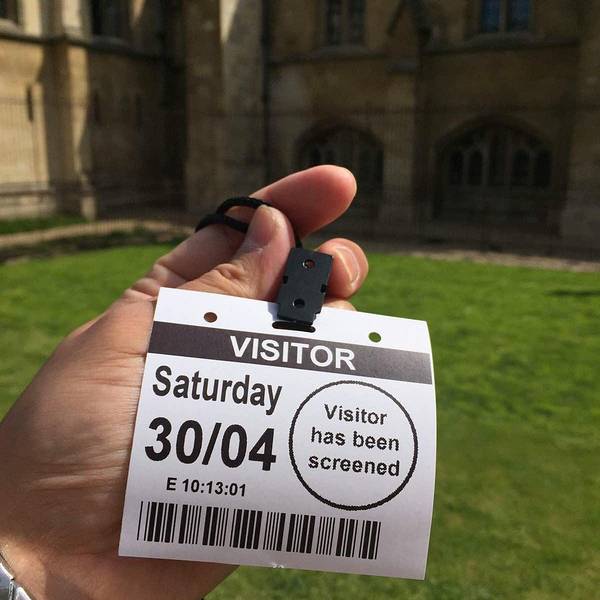 VISITOR
Saturday
30/04
E 10:13:01
Visitor
has been
screened